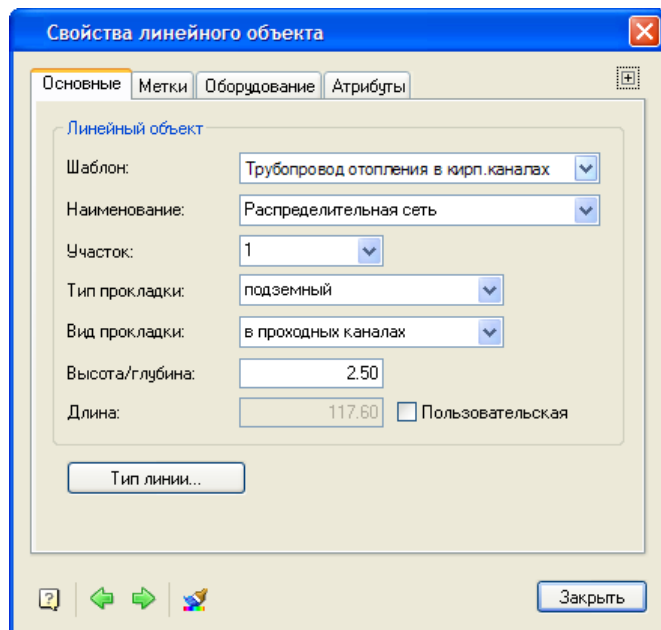 Свойства линейного объекта
Основные Метки Оборудование Атрибуты
Линейный объект
Шаблон: Трубопровод отопления в кирп.каналах
Наименование: Распределительная сеть
Участок: 1
Тип прокладки: подземный
Вид прокладки: в проходных каналах
Высота/глубина: 2.50
Длина: 117.60 Пользовательская
Тип линии...
Закрыть